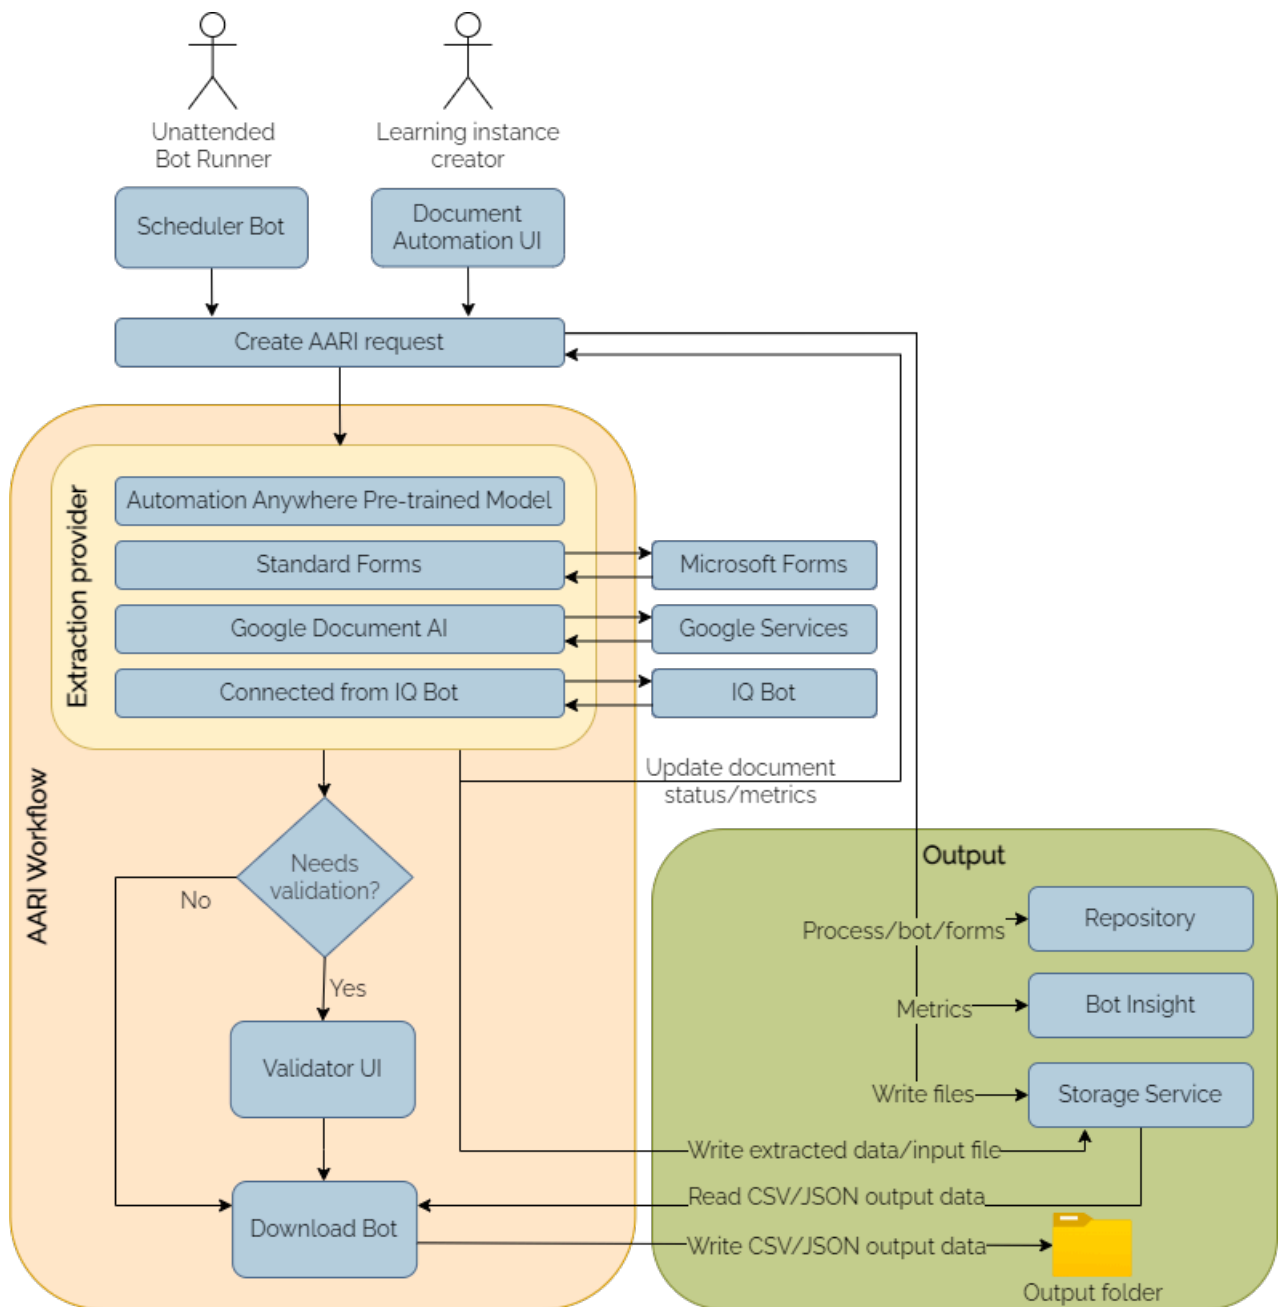 Unattended
Bot Runner
Learning instance
creator
Scheduler Bot
Document
Automation UI
Create AARI request
Extraction provider
Automation Anywhere Pre-trained Model
Standard Forms
Microsoft Forms
Google Document AI
Google Services
Connected from IQ Bot
IQ Bot
Update document
status/metrics
AARI Workflow
Needs
validation?
No
Yes
Validator UI
Download Bot
Output
Process/bot/forms
Repository
Metrics
Bot Insight
Write files
Storage Service
Write extracted data/input file
Read CSV/JSON output data
Write CSV/JSON output data
Output folder